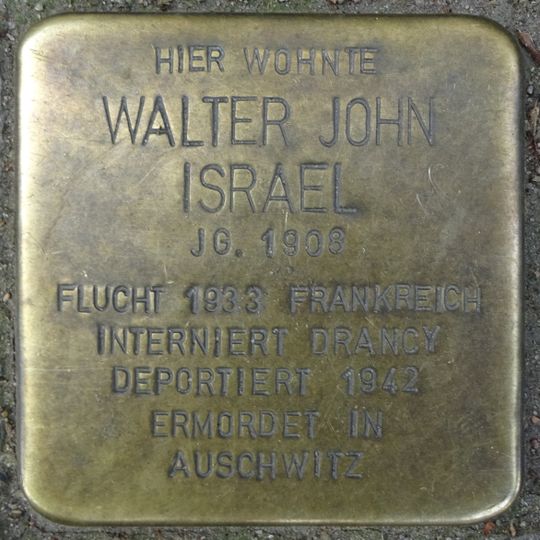 HIER WOHNTE
WALTER JOHN
ISRAEL
JG. 1908
FLUCHT 1933 FRANKREICH
INTERNIERT DRANCY
DEPORTIERT 1942
ERMORDET IN
AUSCHWITZ